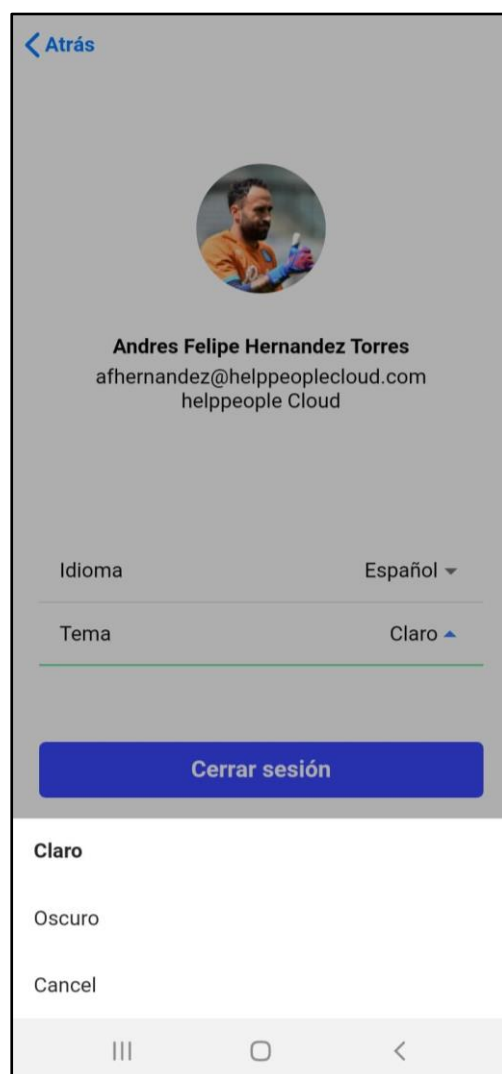 Atrás
Andres Felipe Hernandez Torres
afhernandez@helppeoplecloud.com
helppeople Cloud
Idioma Español
Tema Claro
Cerrar sesión
Claro
Oscuro
Cancel